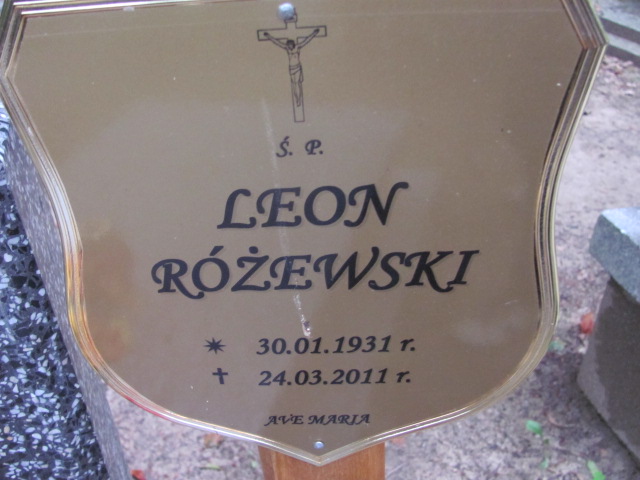 Ś. P.
LEON
RÓŻEWSKI
30.01.1931 r.
✝ 24.03.2011 r.
AVE MARIA